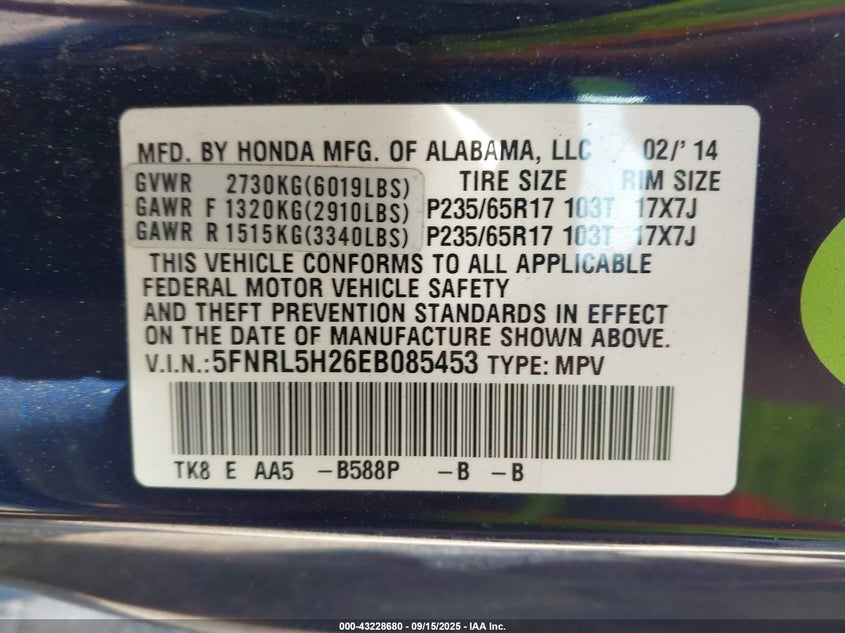 MFD. BY HONDA MFG. OF ALABAMA, LLC 02/' 14
GVWR 2730KG(6019LBS) TIRE SIZE RIM SIZE
GAWR F 1320KG(2910LBS) P235/65R17 103T 17X7J
GAWR R 1515KG(3340LBS) P235/65R17 103T 17X7J
THIS VEHICLE CONFORMS TO ALL APPLICABLE
FEDERAL MOTOR VEHICLE SAFETY
AND THEFT PREVENTION STANDARDS IN EFFECT
ON THE DATE OF MANUFACTURE SHOWN ABOVE.
V.I.N.:5FNRL5H26EB085453 TYPE: MPV
TK8 E AA5 -B588P -B -B
000-43228680 - 09/15/2025 - IAA Inc.